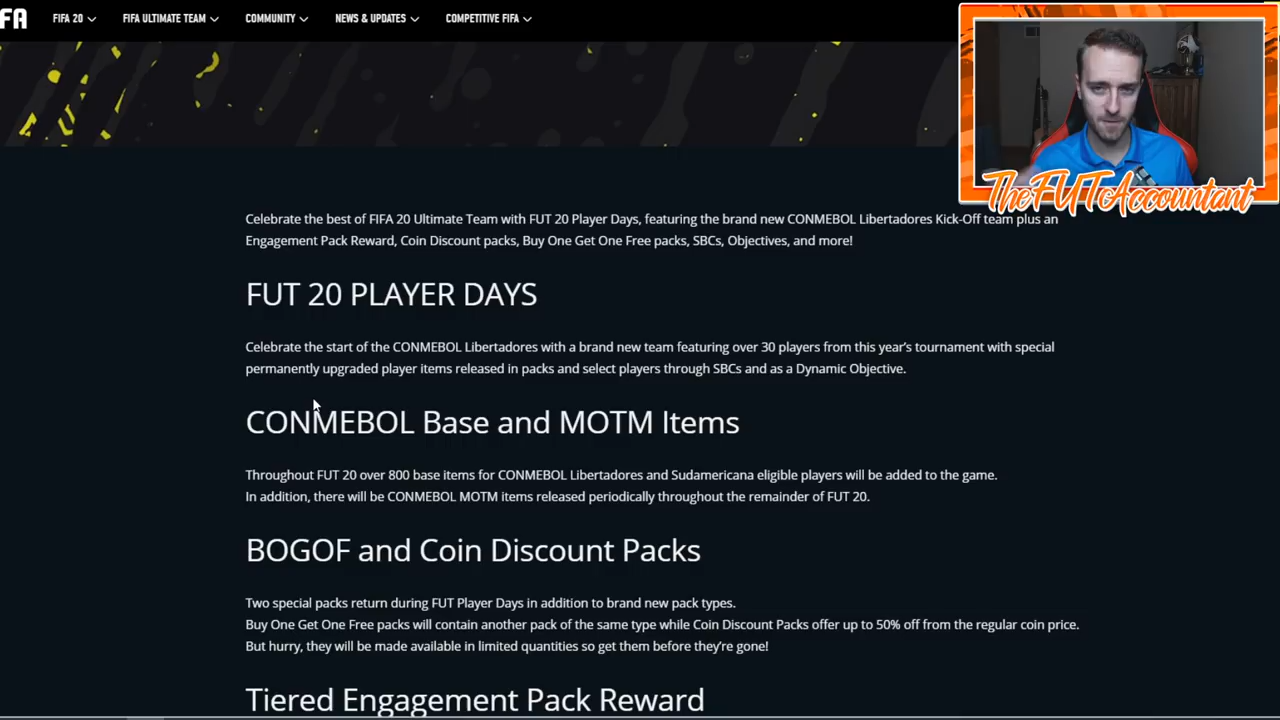 FA
FIFA 20
FIFA ULTIMATE TEAM
COMMUNITY
NEWS & UPDATES
COMPETITIVE FIFA
TheFUTAccountant
Celebrate the best of FIFA 20 Ultimate Team with FUT 20 Player Days, featuring the brand new CONMEBOL Libertadores Kick-Off team plus an
Engagement Pack Reward, Coin Discount packs, Buy One Get One Free packs, SBCs, Objectives, and more!
FUT 20 PLAYER DAYS
Celebrate the start of the CONMEBOL Libertadores with a brand new team featuring over 30 players from this year’s tournament with special
permanently upgraded player items released in packs and select players through SBCs and as a Dynamic Objective.
CONMEBOL Base and MOTM Items
Throughout FUT 20 over 800 base items for CONMEBOL Libertadores and Sudamericana eligible players will be added to the game.
In addition, there will be CONMEBOL MOTM items released periodically throughout the remainder of FUT 20.
BOGOF and Coin Discount Packs
Two special packs return during FUT Player Days in addition to brand new pack types.
Buy One Get One Free packs will contain another pack of the same type while Coin Discount Packs offer up to 50% off from the regular coin price.
But hurry, they will be made available in limited quantities so get them before they’re gone!
Tiered Engagement Pack Reward